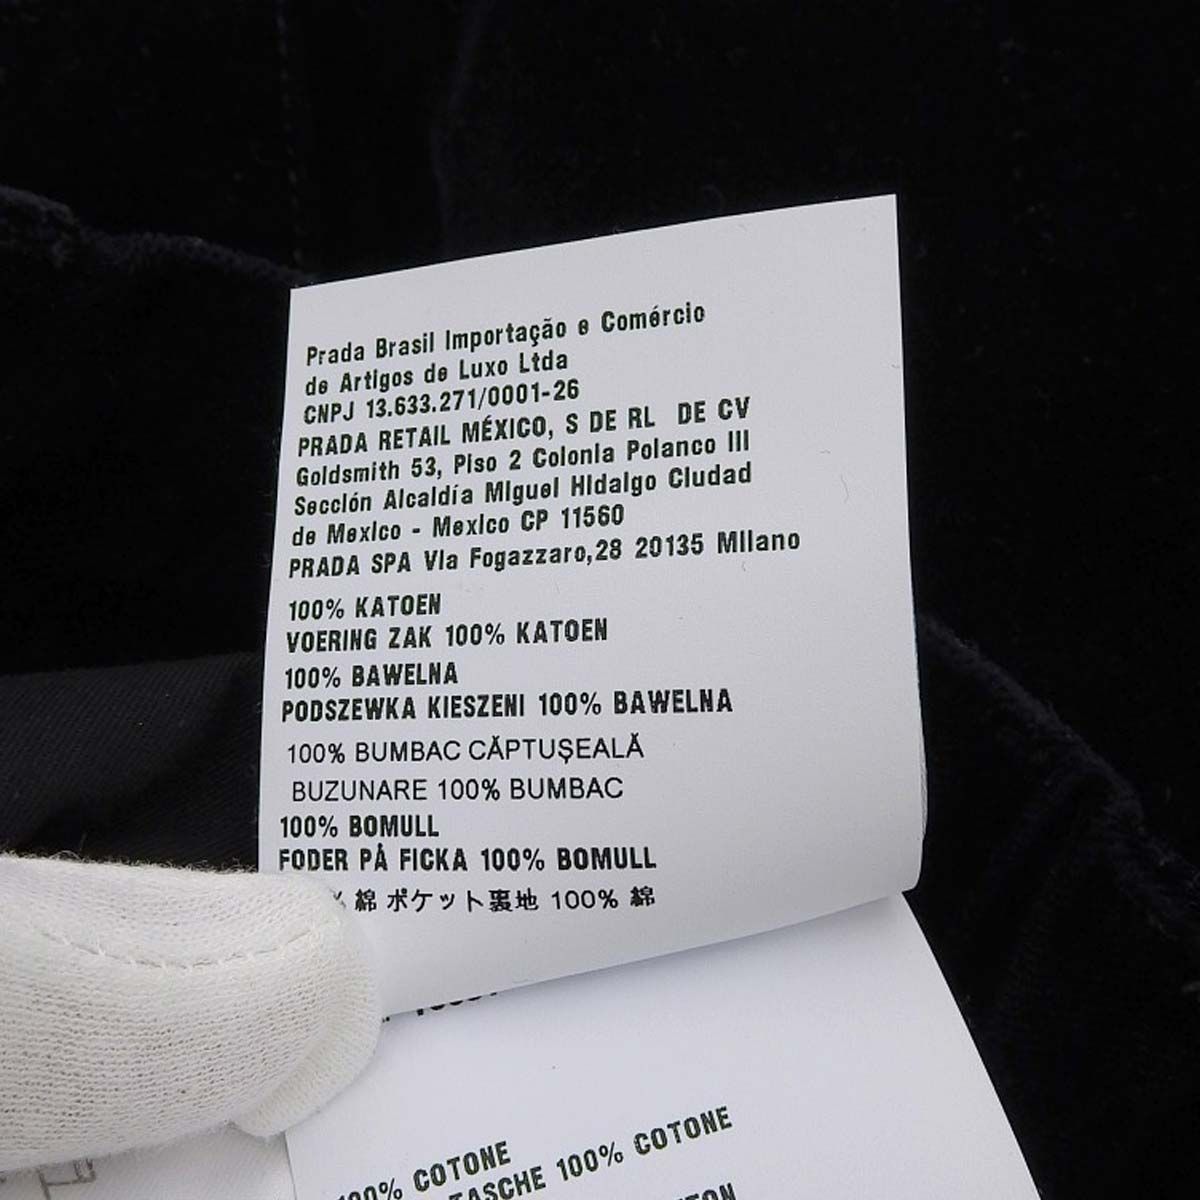 Prada Brasil Importação e Comércio
de Artigos de Luxo Ltda
CNPJ 13.633.271/0001-26
PRADA RETAIL MÉXICO, S DE RL DE CV
Goldsmith 53, Piso 2 Colonia Polanco III
Sección Alcaldía Miguel Hidalgo Ciudad
de Mexico - Mexico CP 11560
PRADA SPA Via Fogazzaro,28 20135 Milano
100% KATOEN
VOERING ZAK 100% KATOEN
100% BAWELNA
PODSZEWKA KIESZENI 100% BAWELNA
100% BUMBAC CĂPTUȘEALĂ
BUZUNARE 100% BUMBAC
100% BOMULL
FODER PÅ FICKA 100% BOMULL
% 綿 ポケット裏地 100% 綿
100% COTONE
TASCHE 100% COTONE